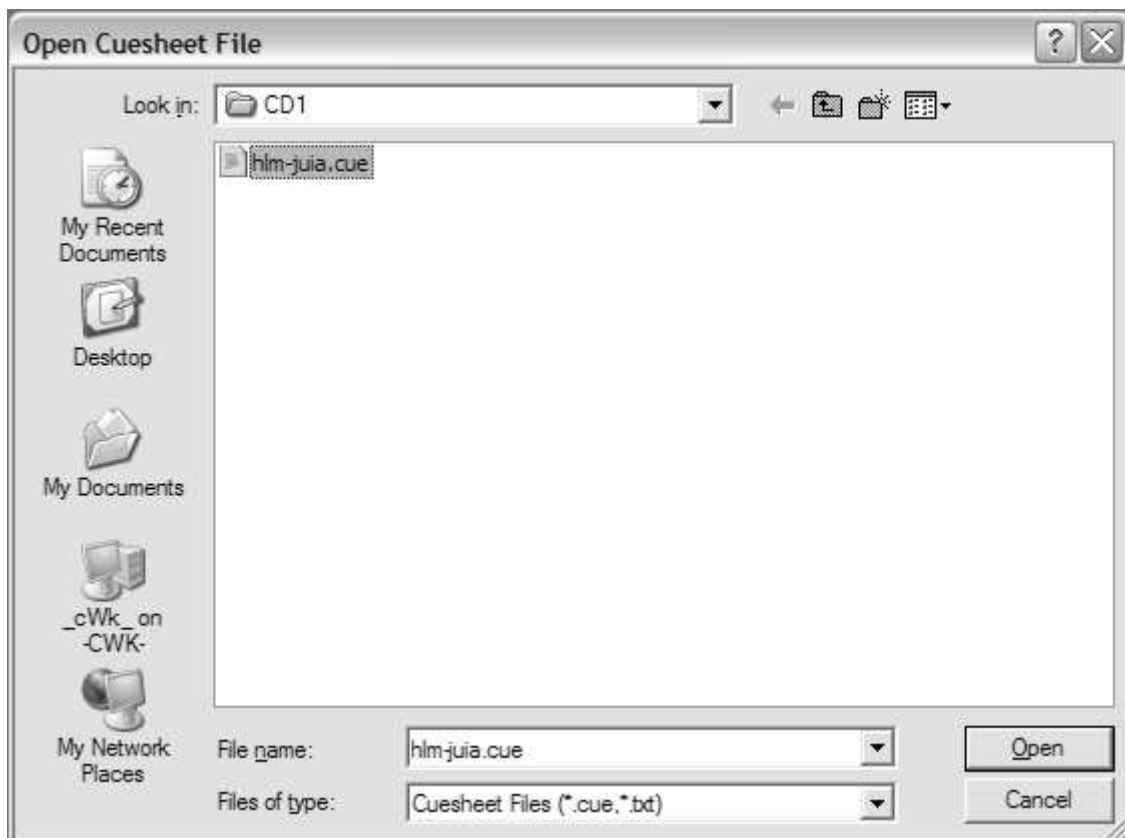 Open Cuesheet File
?
Look in:
CD1
hlm-juia.cue
My Recent
Documents
Desktop
My Documents
_cWk_ on
-CWK-
My Network
Places
File name:
hlm-juia.cue
Open
Files of type:
Cuesheet Files (*.cue,*.txt)
Cancel